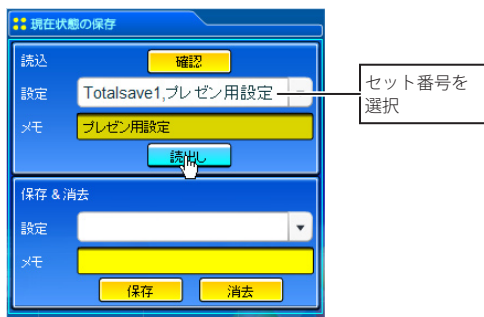 現在状態の保存
読込 確認
設定 Totalsave1,プレゼン用設定
セット番号を
選択
メモ プレゼン用設定
読出し
保存 & 消去
設定
メモ
保存 消去